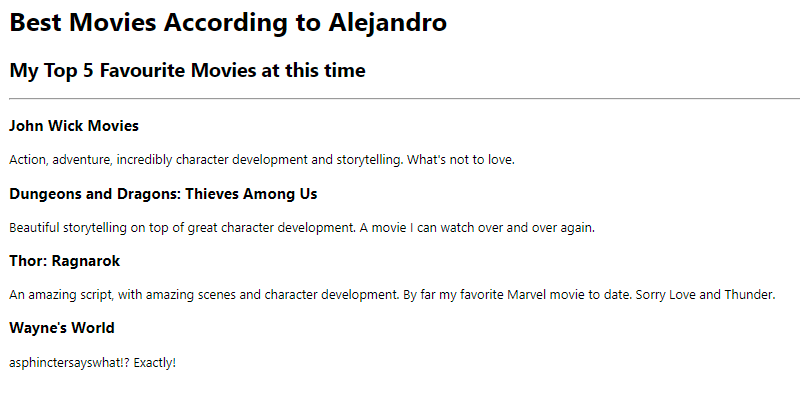 Best Movies According to Alejandro
My Top 5 Favourite Movies at this time
John Wick Movies
Action, adventure, incredibly character development and storytelling. What's not to love.
Dungeons and Dragons: Thieves Among Us
Beautiful storytelling on top of great character development. A movie I can watch over and over again.
Thor: Ragnarok
An amazing script, with amazing scenes and character development. By far my favorite Marvel movie to date. Sorry Love and Thunder.
Wayne's World
asphinctersayswhat!? Exactly!